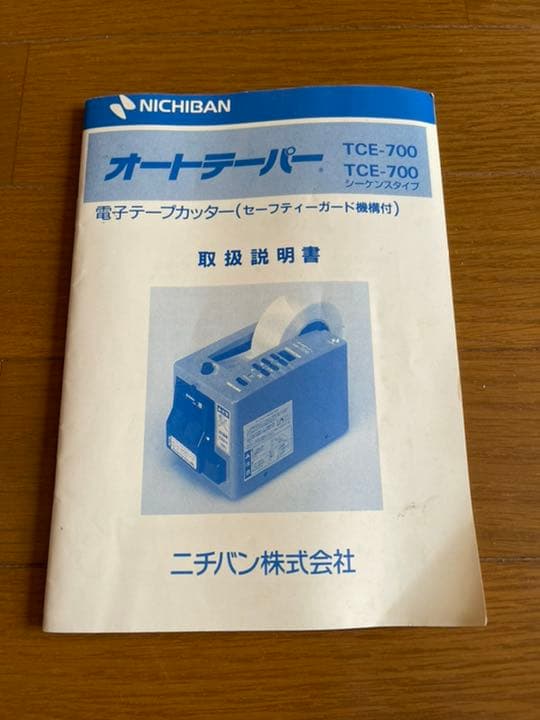 NICHIBAN
オートテーパー®
TCE-700
TCE-700
シーケンスタイプ
電子テープカッター(セーフティーガード機構付)
取扱説明書
ニチバン株式会社